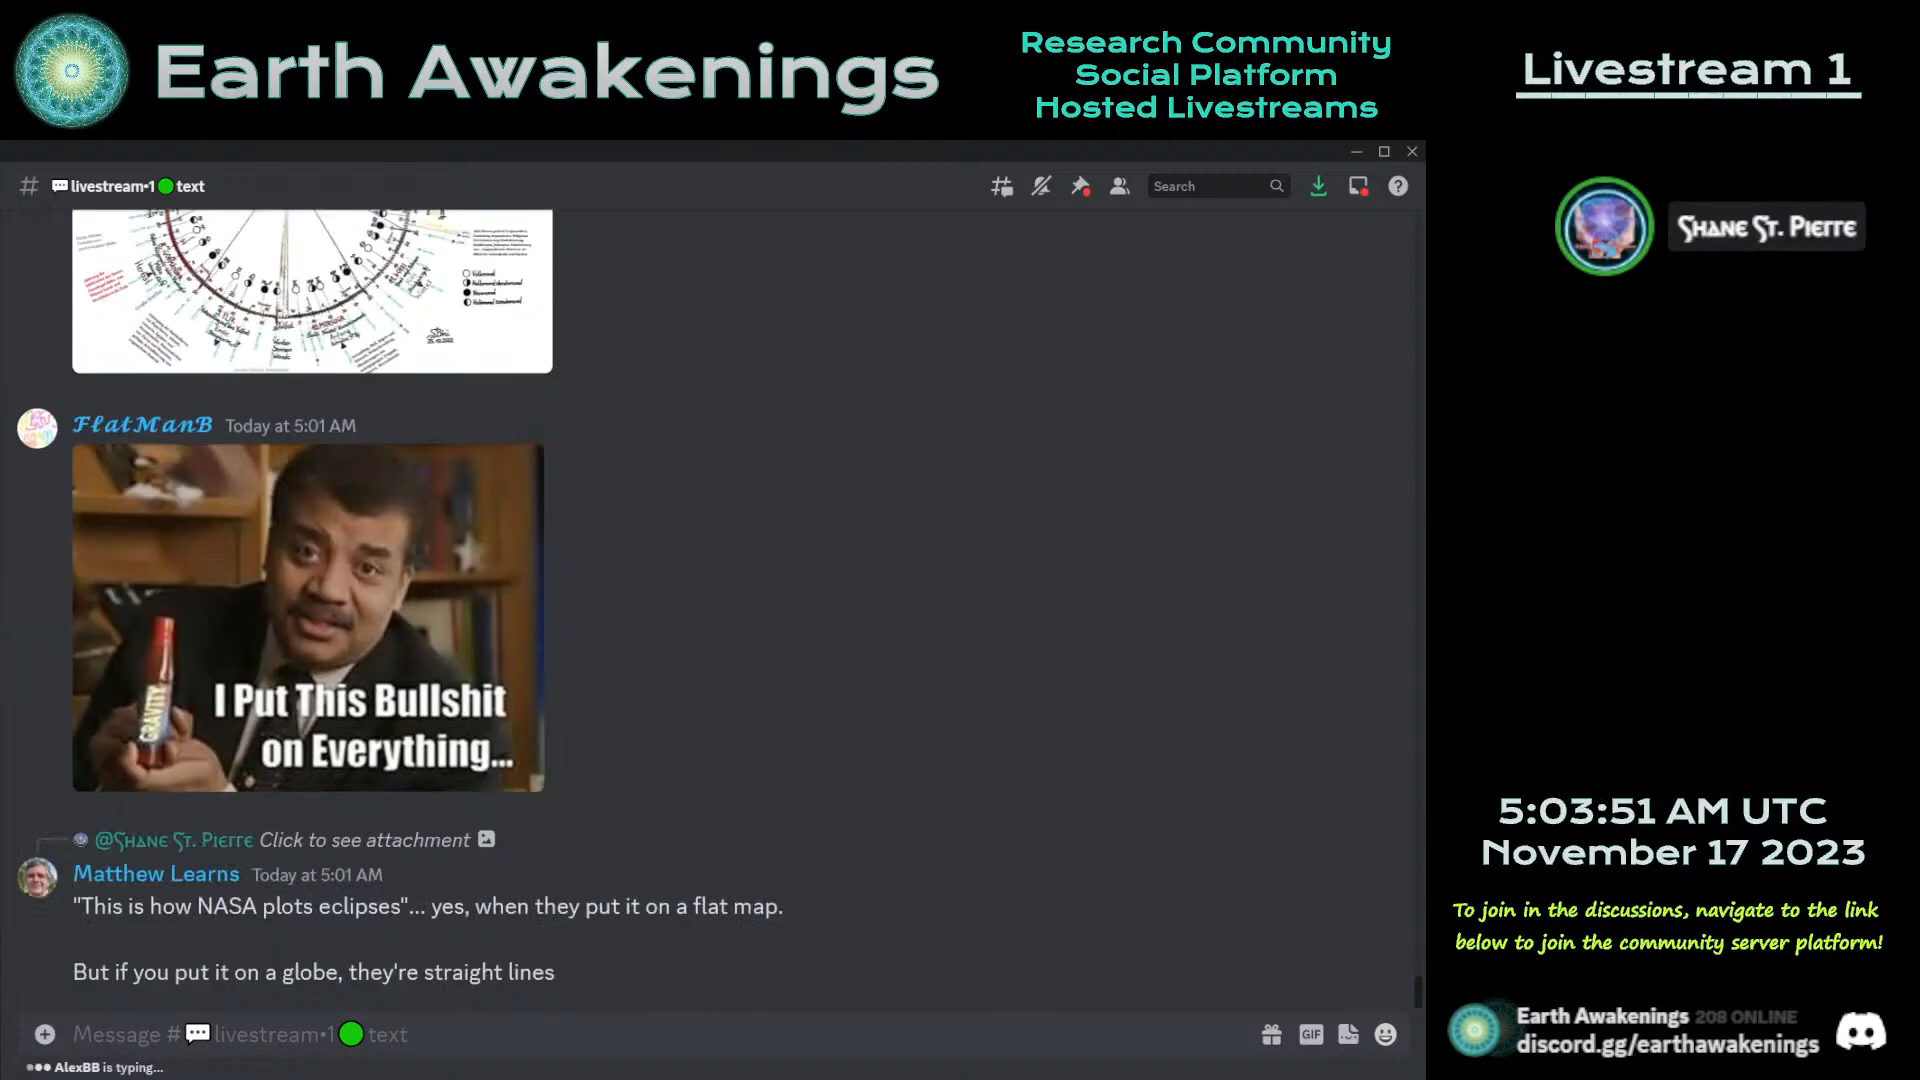 Earth Awakenings
Research Community
Social Platform
Hosted Livestreams
Livestream 1
livestream•1 text
Search
Shane St. Pierre
Vollmond
Neumond
FlatManB Today at 5:01 AM
GRAVITY
I Put This Bullshit
on Everything...
@Shane St. Pierre Click to see attachment
Matthew Learns Today at 5:01 AM
"This is how NASA plots eclipses"... yes, when they put it on a flat map.
But if you put it on a globe, they're straight lines
Message # livestream•1 text
GIF
AlexBB is typing...
5:03:51 AM UTC
November 17 2023
To join in the discussions, navigate to the link
below to join the community server platform!
Earth Awakenings 208 ONLINE
discord.gg/earthawakenings